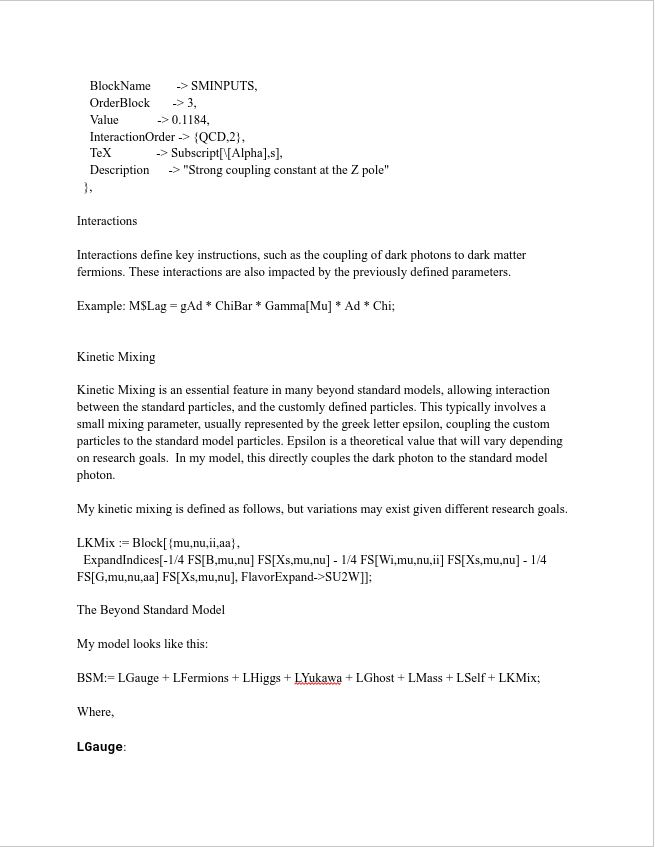 BlockName -> SMINPUTS,
OrderBlock -> 3,
Value -> 0.1184,
InteractionOrder -> {QCD,2},
TeX -> Subscript[\[Alpha],s],
Description -> "Strong coupling constant at the Z pole"
},
Interactions
Interactions define key instructions, such as the coupling of dark photons to dark matter
fermions. These interactions are also impacted by the previously defined parameters.
Example: M$Lag = gAd * ChiBar * Gamma[Mu] * Ad * Chi;
Kinetic Mixing
Kinetic Mixing is an essential feature in many beyond standard models, allowing interaction
between the standard particles, and the customly defined particles. This typically involves a
small mixing parameter, usually represented by the greek letter epsilon, coupling the custom
particles to the standard model particles. Epsilon is a theoretical value that will vary depending
on research goals.  In my model, this directly couples the dark photon to the standard model
photon.
My kinetic mixing is defined as follows, but variations may exist given different research goals.
LKMix := Block[{mu,nu,ii,aa},
ExpandIndices[-1/4 FS[B,mu,nu] FS[Xs,mu,nu] - 1/4 FS[Wi,mu,nu,ii] FS[Xs,mu,nu] - 1/4
FS[G,mu,nu,aa] FS[Xs,mu,nu], FlavorExpand->SU2W]];
The Beyond Standard Model
My model looks like this:
BSM:= LGauge + LFermions + LHiggs + LYukawa + LGhost + LMass + LSelf + LKMix;
Where,
LGauge: